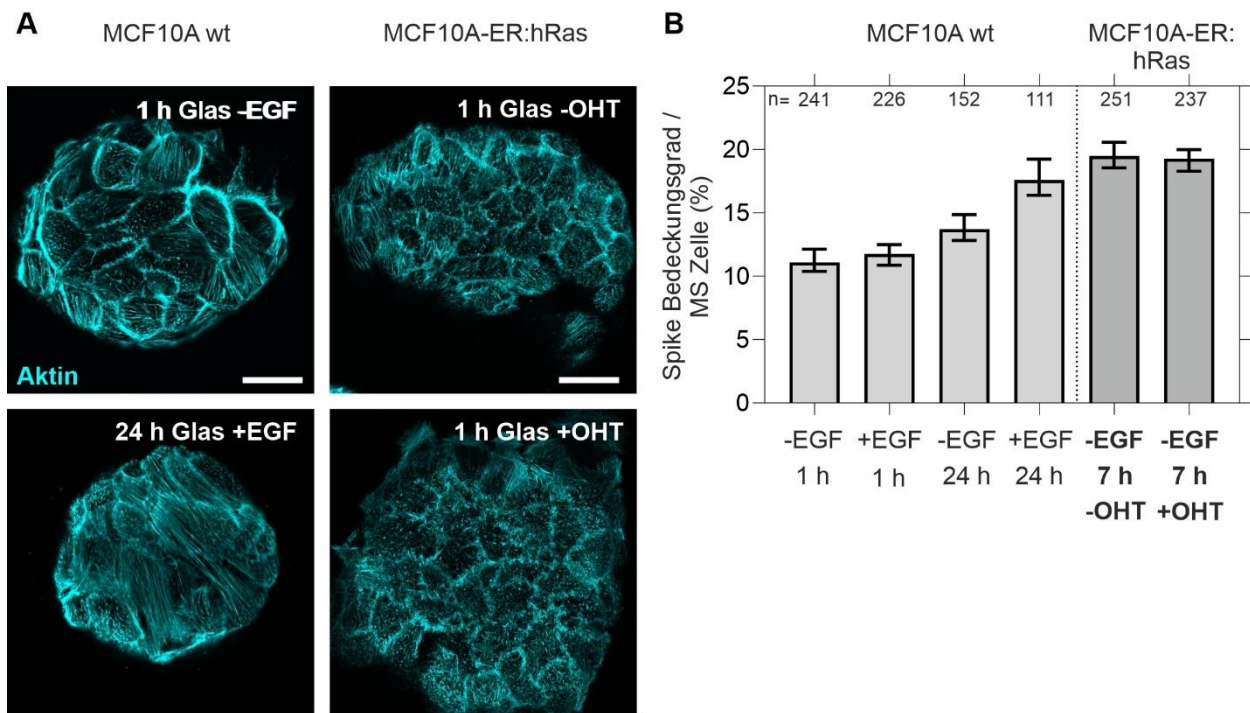 A
MCF10A wt
MCF10A-ER:hRas
1 h Glas -EGF
1 h Glas -OHT
Aktin
24 h Glas +EGF
1 h Glas +OHT
B
MCF10A wt
MCF10A-ER:
hRas
Spike Bedeckungsgrad /
MS Zelle (%)
25
20
15
10
5
0
n= 241 226 152 111 251 237
-EGF +EGF -EGF +EGF -EGF -EGF
1 h 1 h 24 h 24 h 7 h 7 h
-OHT +OHT